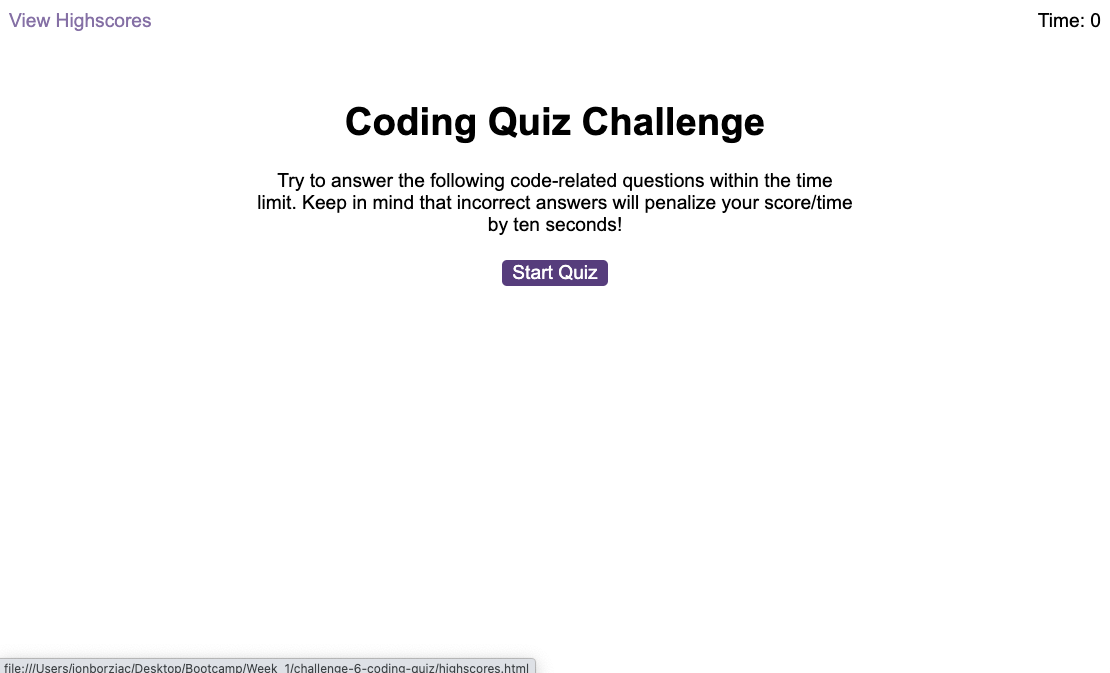 View Highscores
Time: 0
Coding Quiz Challenge
Try to answer the following code-related questions within the time
limit. Keep in mind that incorrect answers will penalize your score/time
by ten seconds!
Start Quiz
file:///Users/jonborziac/Desktop/Bootcamp/Week_1/challenge-6-coding-quiz/highscores.html